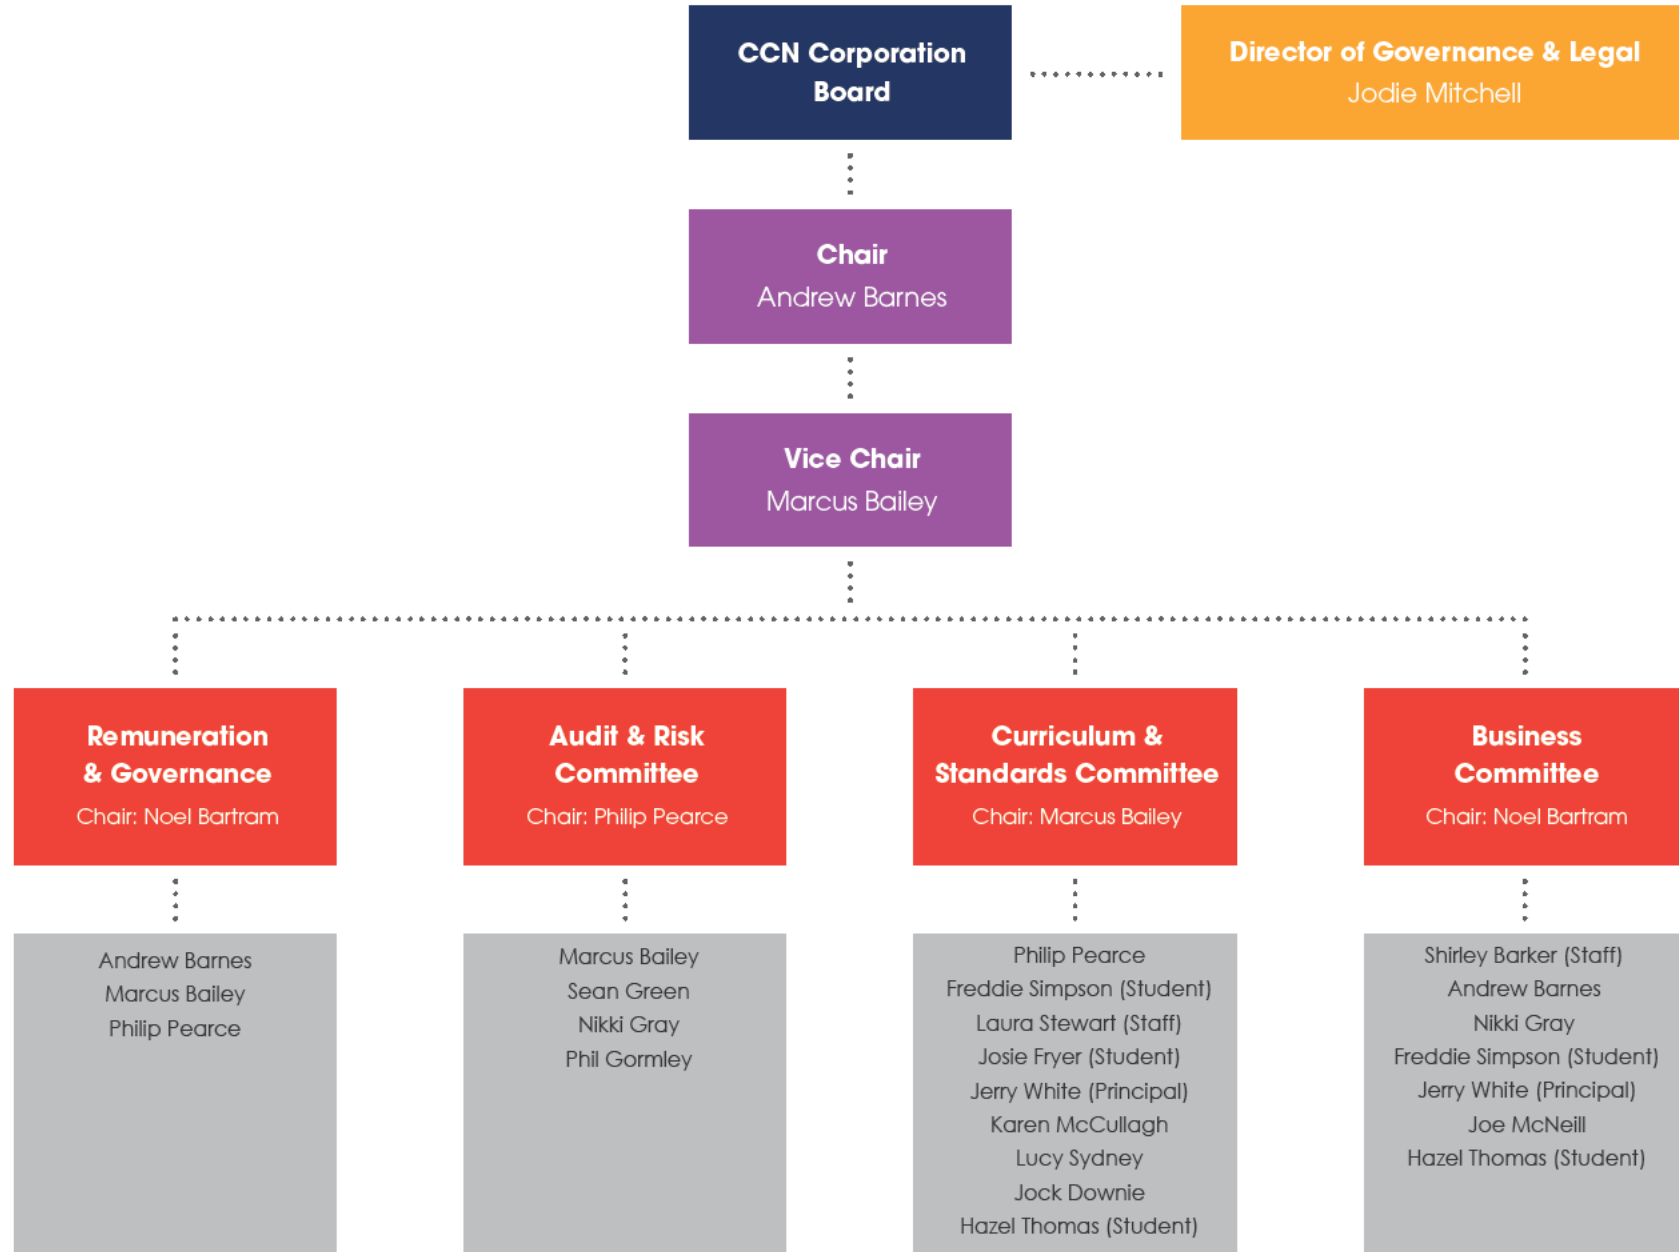 CCN Corporation
Board
Director of Governance & Legal
Jodie Mitchell
Chair
Andrew Barnes
Vice Chair
Marcus Bailey
Remuneration
& Governance
Chair: Noel Bartram
Audit & Risk
Committee
Chair: Philip Pearce
Curriculum &
Standards Committee
Chair: Marcus Bailey
Business
Committee
Chair: Noel Bartram
Andrew Barnes
Marcus Bailey
Philip Pearce
Marcus Bailey
Sean Green
Nikki Gray
Phil Gormley
Philip Pearce
Freddie Simpson (Student)
Laura Stewart (Staff)
Josie Fryer (Student)
Jerry White (Principal)
Karen McCullagh
Lucy Sydney
Jock Downie
Hazel Thomas (Student)
Shirley Barker (Staff)
Andrew Barnes
Nikki Gray
Freddie Simpson (Student)
Jerry White (Principal)
Joe McNeill
Hazel Thomas (Student)